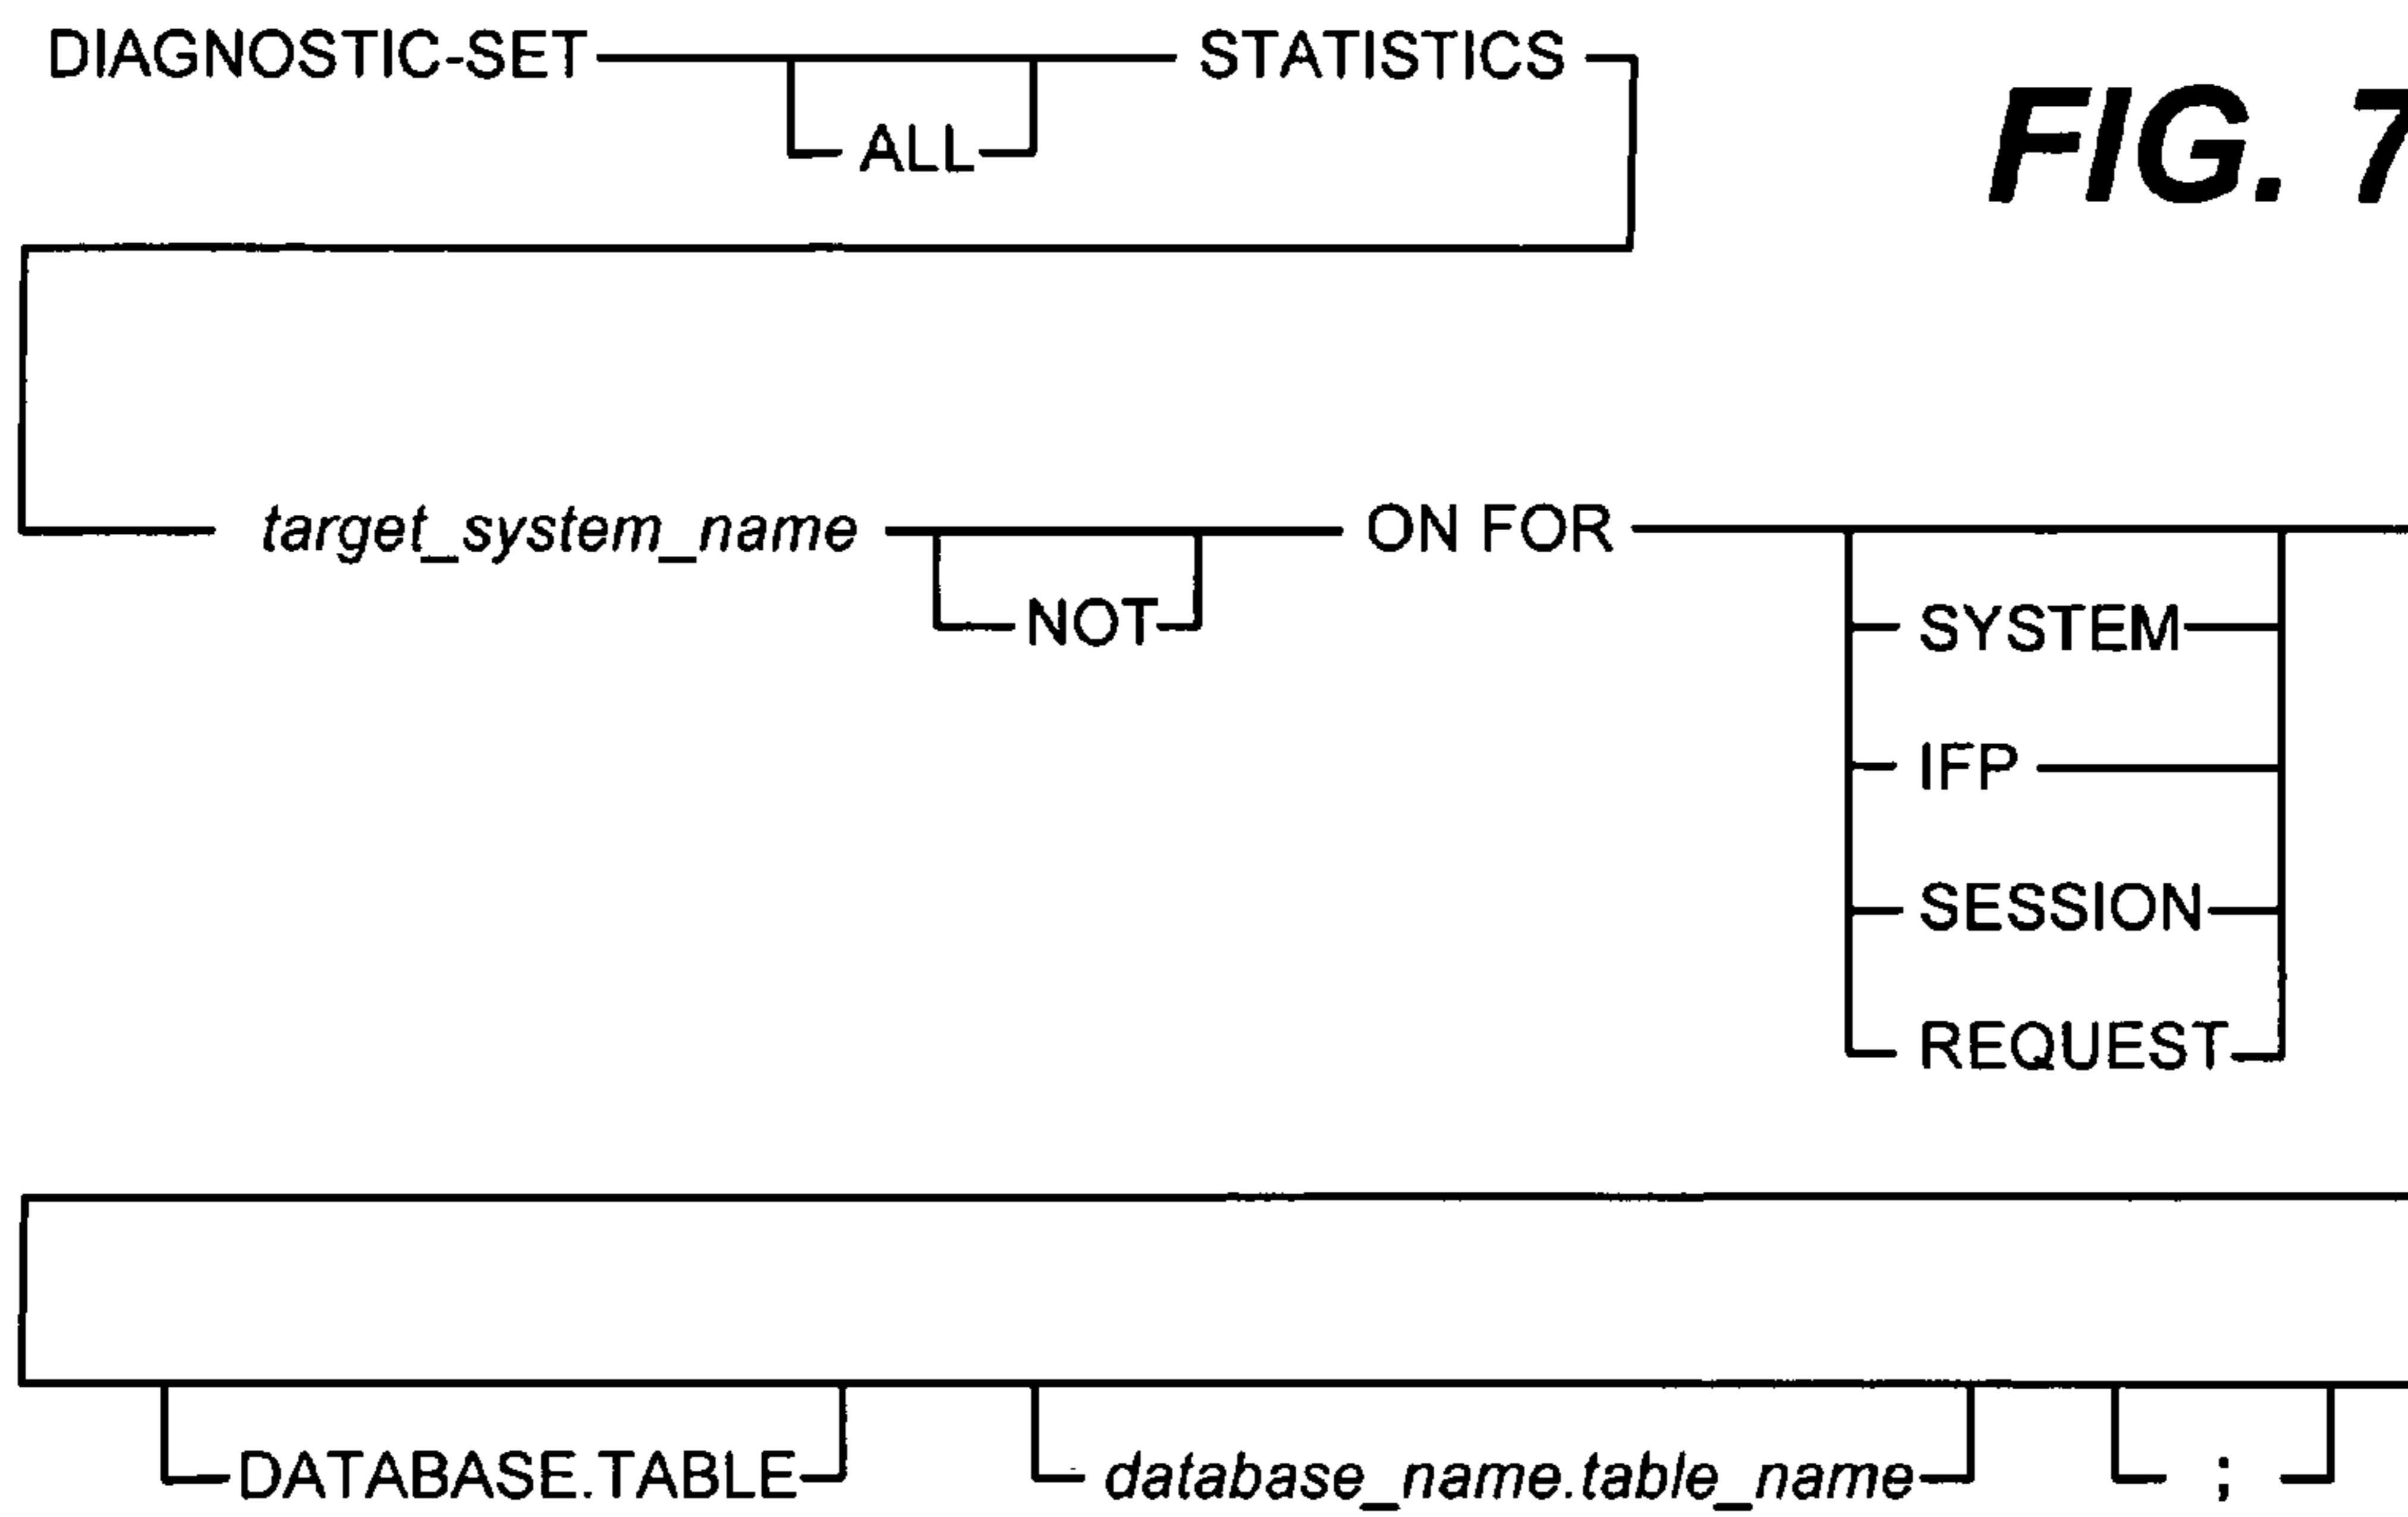 DIAGNOSTIC-SET STATISTICS
ALL
FIG. 7
target_system_name ON FOR
NOT
SYSTEM
IFP
SESSION
REQUEST
DATABASE.TABLE database_name.table_name ;